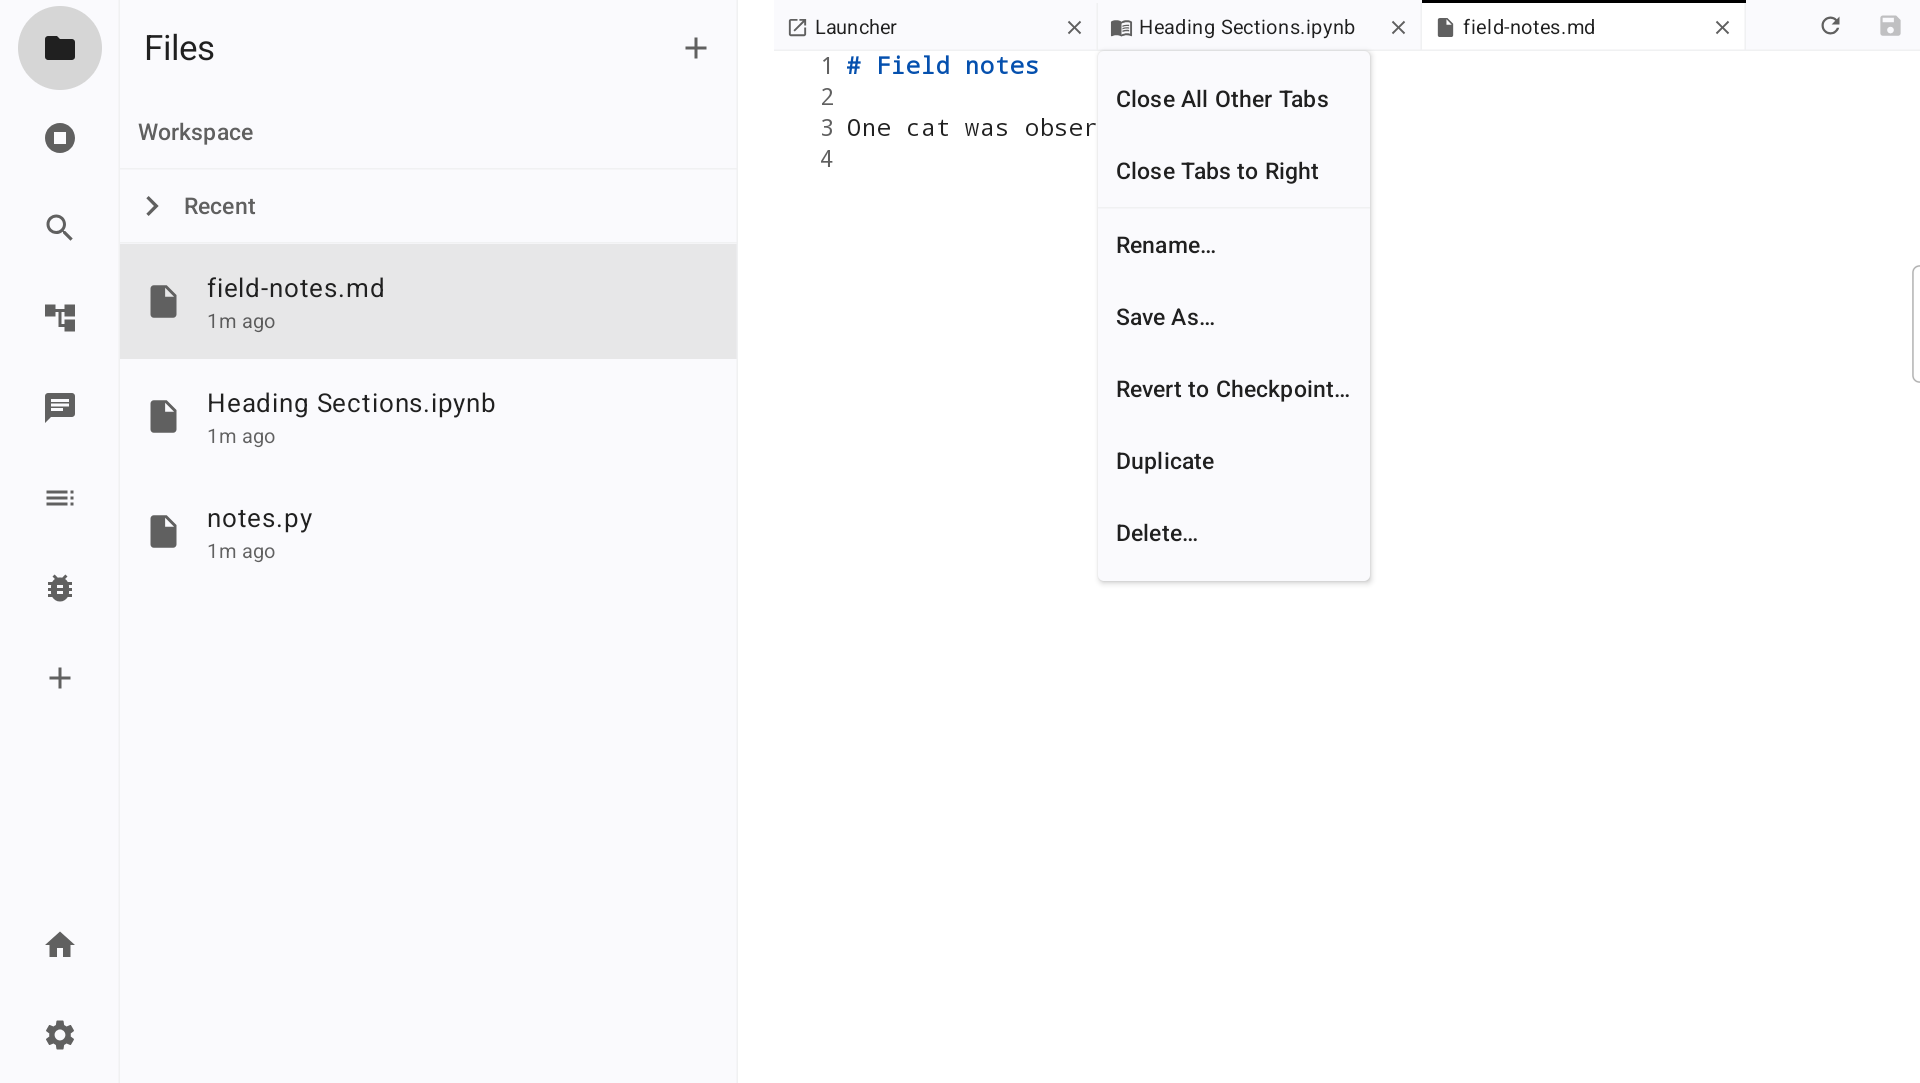 Files
Workspace
Recent
field-notes.md
1m ago
Heading Sections.ipynb
1m ago
notes.py
1m ago
Launcher
Heading Sections.ipynb
field-notes.md
1 # Field notes
2
3 One cat was obser
4
Close All Other Tabs
Close Tabs to Right
Rename…
Save As…
Revert to Checkpoint…
Duplicate
Delete…